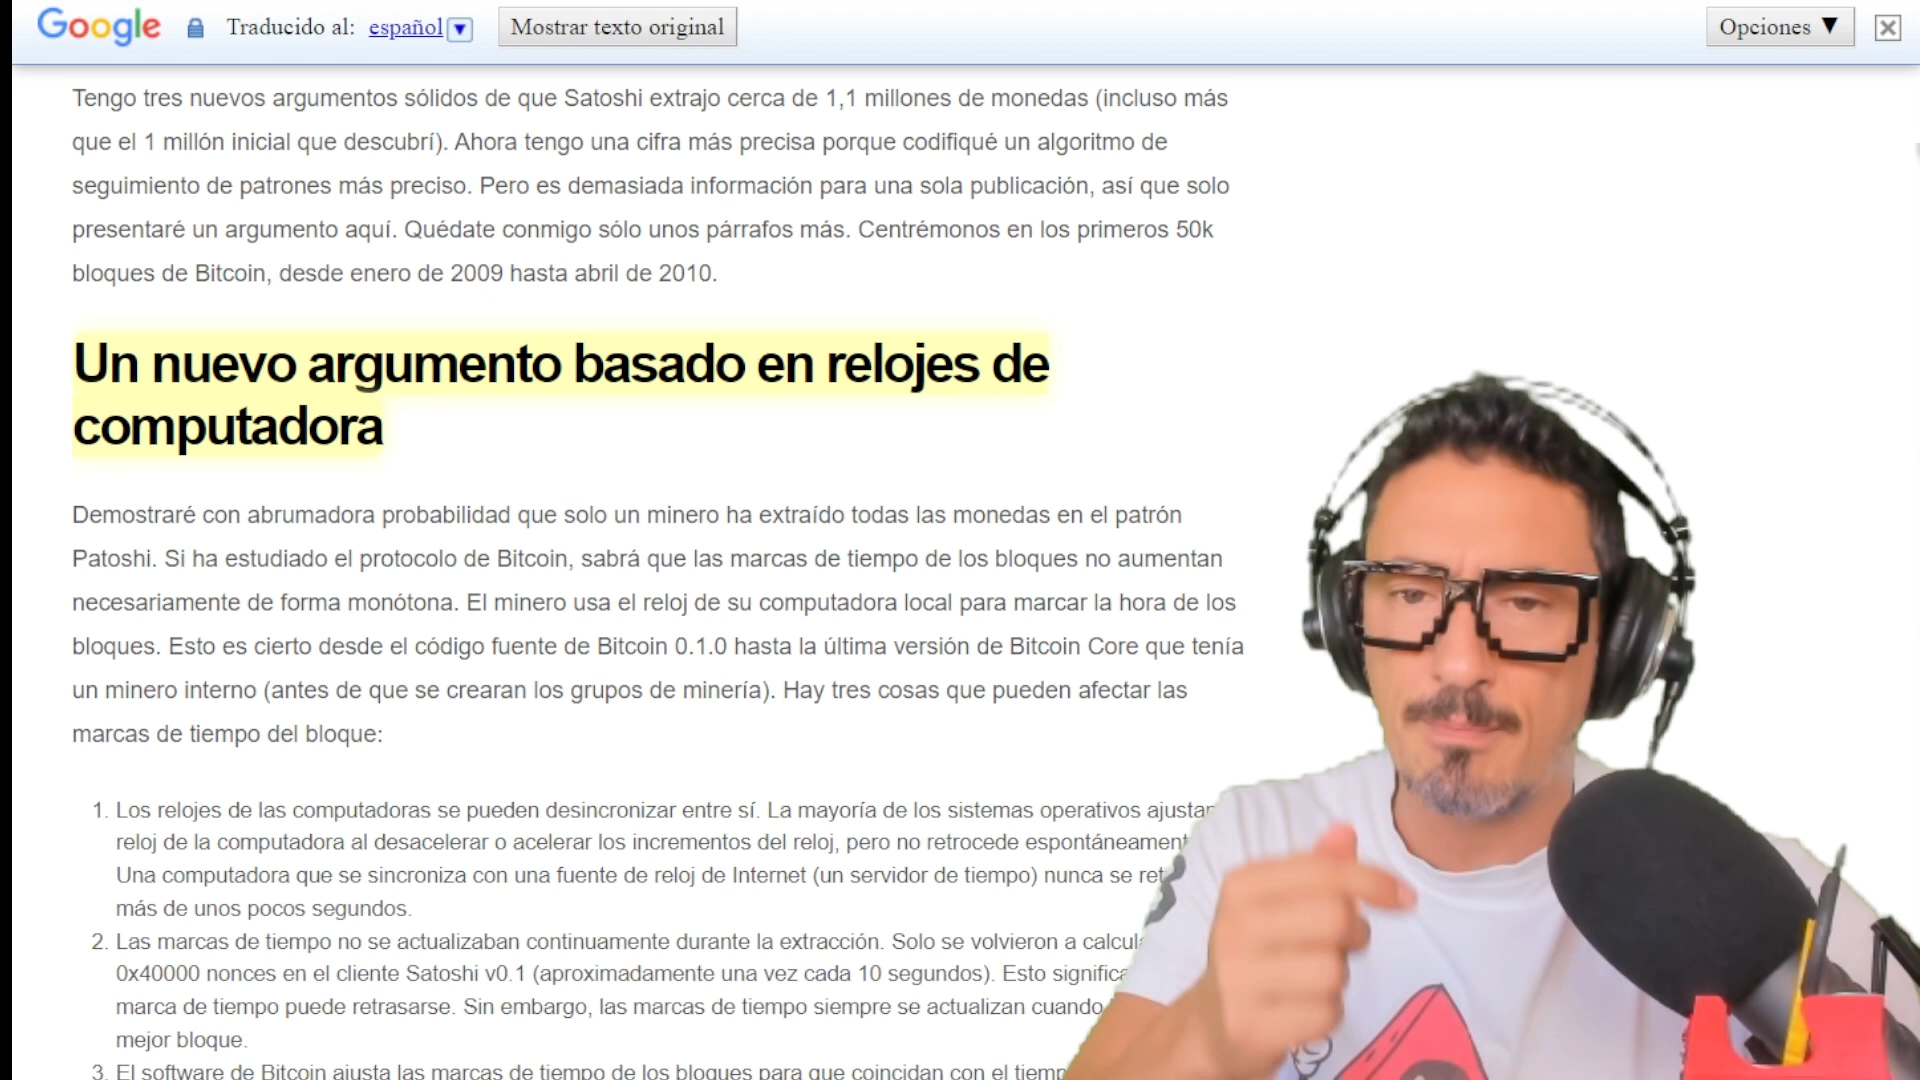 Google Traducido al: español Mostrar texto original Opciones
Tengo tres nuevos argumentos sólidos de que Satoshi extrajo cerca de 1,1 millones de monedas (incluso más
que el 1 millón inicial que descubrí). Ahora tengo una cifra más precisa porque codifiqué un algoritmo de
seguimiento de patrones más preciso. Pero es demasiada información para una sola publicación, así que solo
presentaré un argumento aquí. Quédate conmigo sólo unos párrafos más. Centrémonos en los primeros 50k
bloques de Bitcoin, desde enero de 2009 hasta abril de 2010.
Un nuevo argumento basado en relojes de
computadora
Demostraré con abrumadora probabilidad que solo un minero ha extraído todas las monedas en el patrón
Patoshi. Si ha estudiado el protocolo de Bitcoin, sabrá que las marcas de tiempo de los bloques no aumentan
necesariamente de forma monótona. El minero usa el reloj de su computadora local para marcar la hora de los
bloques. Esto es cierto desde el código fuente de Bitcoin 0.1.0 hasta la última versión de Bitcoin Core que tenía
un minero interno (antes de que se crearan los grupos de minería). Hay tres cosas que pueden afectar las
marcas de tiempo del bloque:
1. Los relojes de las computadoras se pueden desincronizar entre sí. La mayoría de los sistemas operativos
reloj de la computadora al desacelerar o acelerar los incrementos del reloj, pero no retrocede
Una computadora que se sincroniza con una fuente de reloj de Internet (un servidor de tiempo) nunca se
más de unos pocos segundos.
2. Las marcas de tiempo no se actualizaban continuamente durante la extracción. Solo se volvieron a
0x40000 nonces en el cliente Satoshi v0.1 (aproximadamente una vez cada 10 segundos). Esto
marca de tiempo puede retrasarse. Sin embargo, las marcas de tiempo siempre se actualizan cuando
mejor bloque.
3. El software de Bitcoin ajusta las marcas de tiempo de los bloques para que coincidan con el